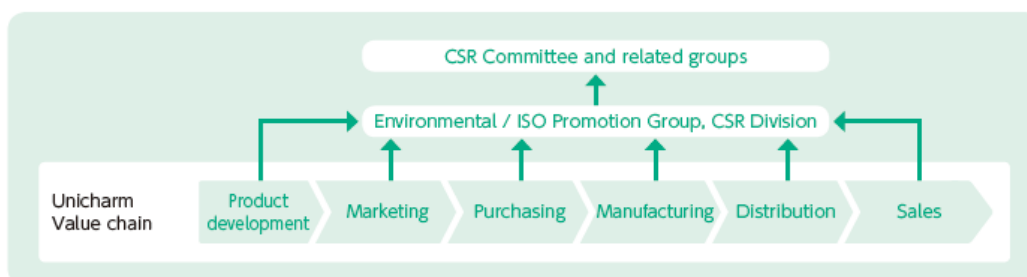 CSR Committee and related groups
Environmental / ISO Promotion Group, CSR Division
Unicharm
Value chain
Product
development
Marketing
Purchasing
Manufacturing
Distribution
Sales